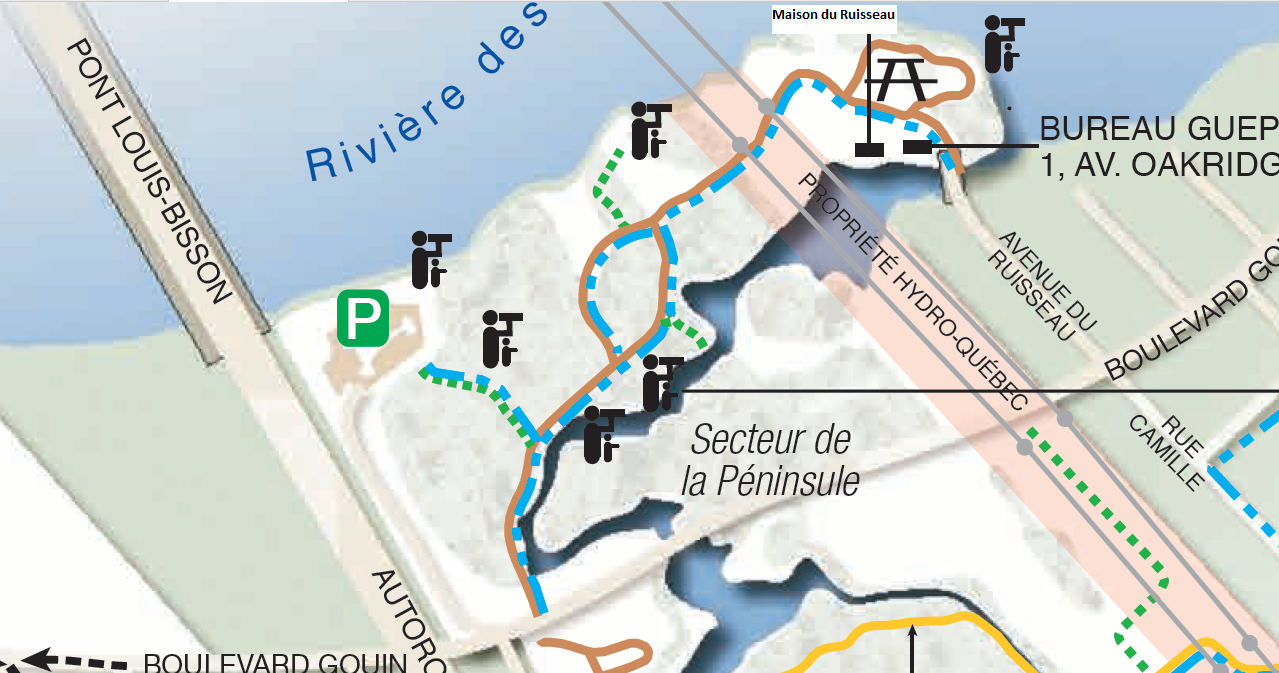 Maison du Ruisseau
Rivière des
PONT LOUIS-BISSON
BUREAU GUEP
1, AV. OAKRIDG
P
PROPRIÉTÉ HYDRO-QUÉBEC
AVENUE DU
RUISSEAU
BOULEVARD GO
RUE
CAMILLE
Secteur de
la Péninsule
AUTORO
BOULEVARD GOUIN